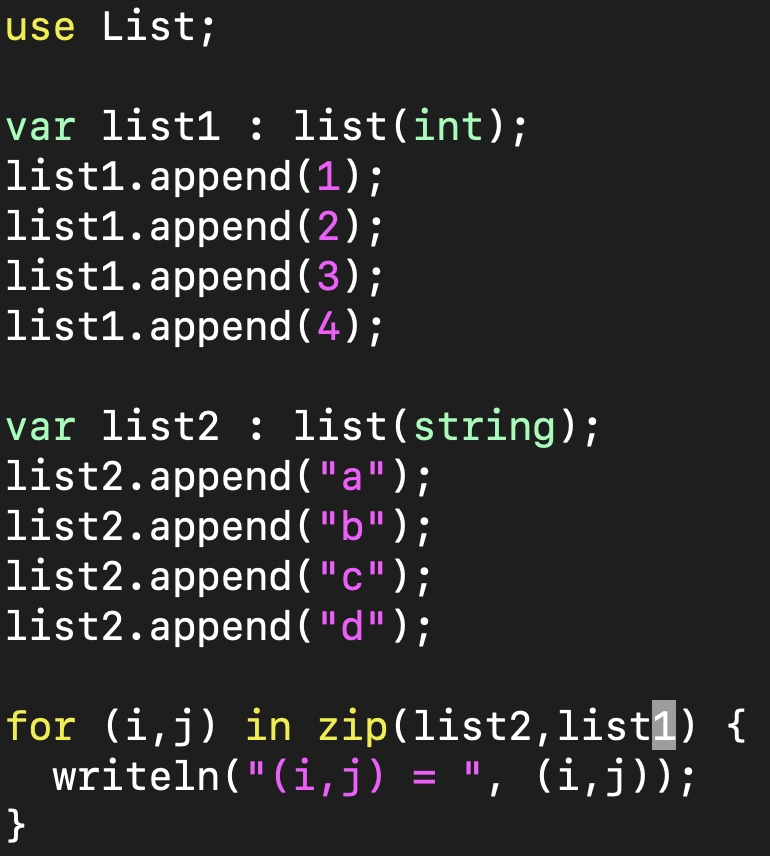 use List;

var list1 : list(int);
list1.append(1);
list1.append(2);
list1.append(3);
list1.append(4);

var list2 : list(string);
list2.append("a");
list2.append("b");
list2.append("c");
list2.append("d");

for (i,j) in zip(list2,list1) {
  writeln("(i,j) = ", (i,j));
}